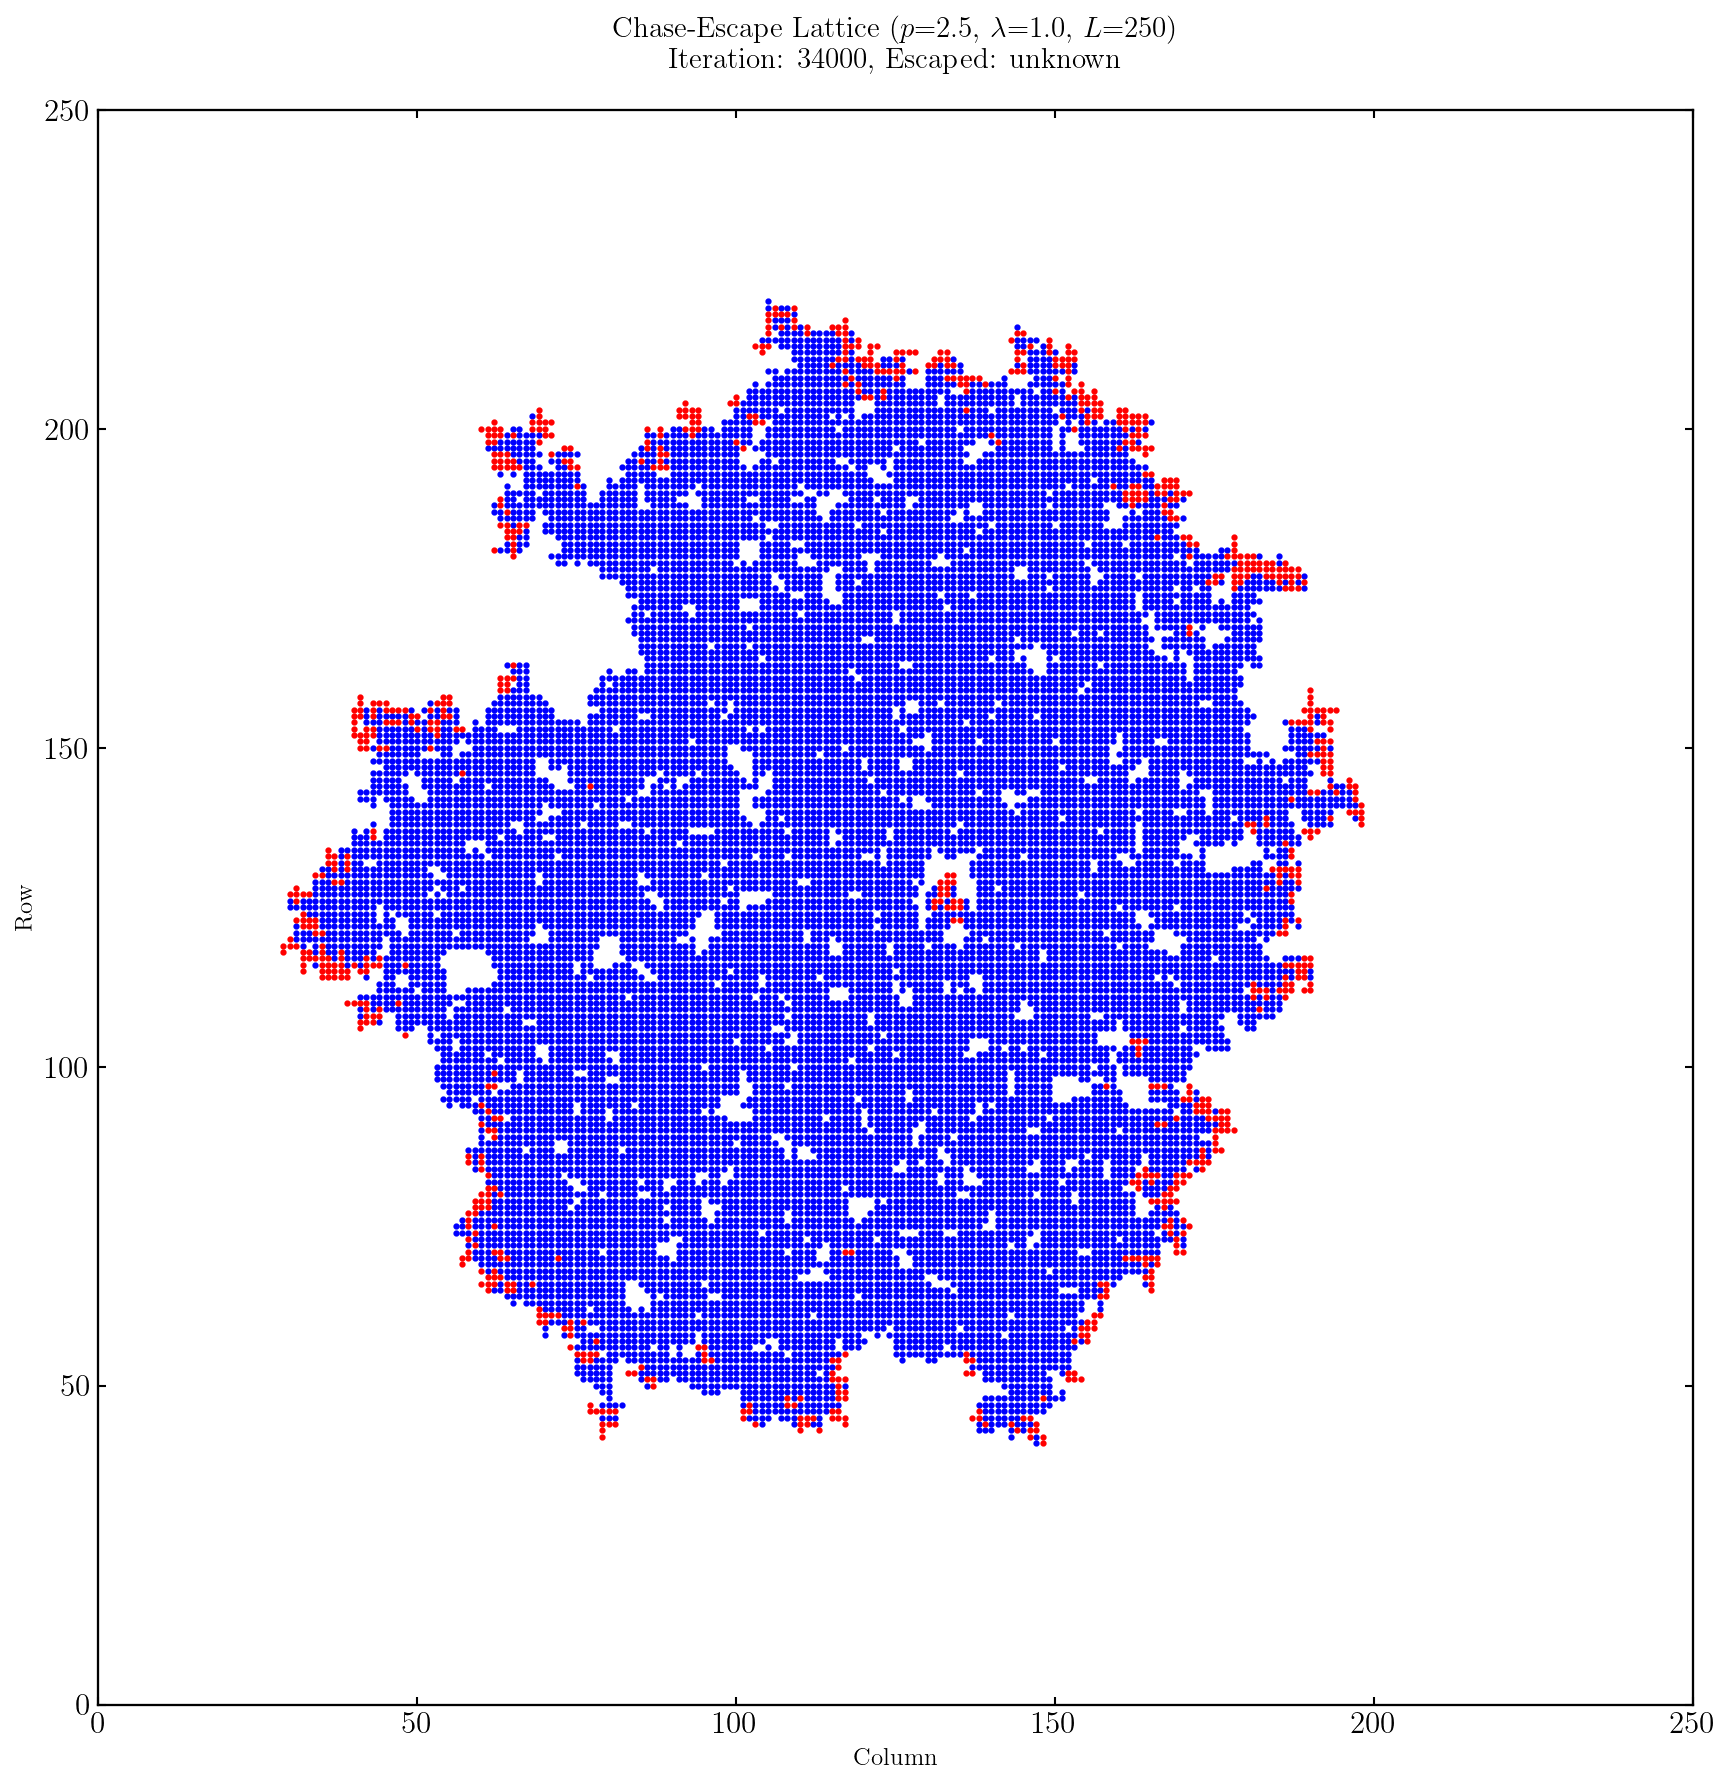 Chase-Escape Lattice (p=2.5, λ=1.0, L=250)
Iteration: 34000, Escaped: unknown
250
200
150
100
50
0
Row
0 50 100 150 200 250
Column